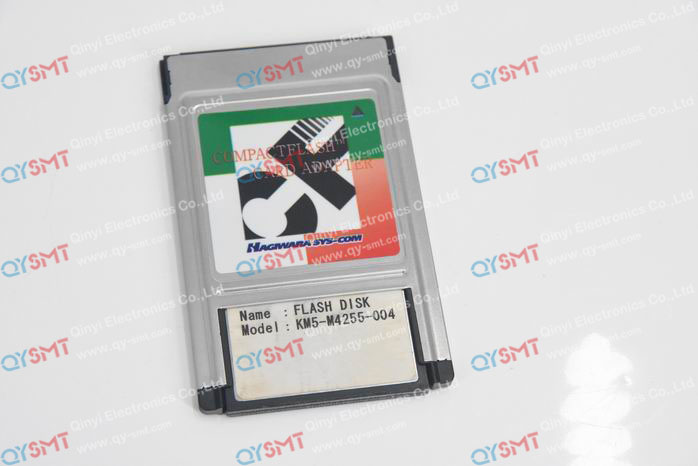 COMPACTFLASH
CARD ADAPTER
HAGIWARA SYS-COM
Name : FLASH DISK
Model : KM5-M4255-004
QYSMT
Qinyi Electronics Co.,Ltd
www.qy-smt.com